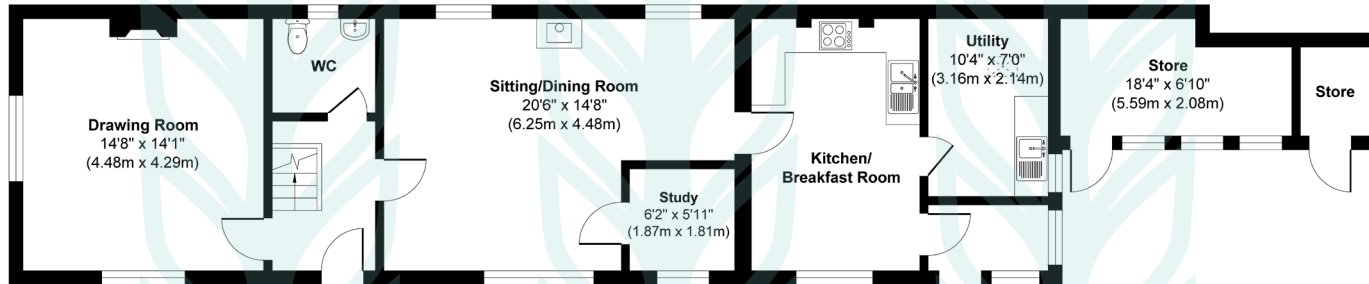 Drawing Room
14'8" x 14'1"
(4.48m x 4.29m)
WC
Sitting/Dining Room
20'6" x 14'8"
(6.25m x 4.48m)
Study
6'2" x 5'11"
(1.87m x 1.81m)
Kitchen/
Breakfast Room
Utility
10'4" x 7'0"
(3.16m x 2.14m)
Store
18'4" x 6'10"
(5.59m x 2.08m)
Store